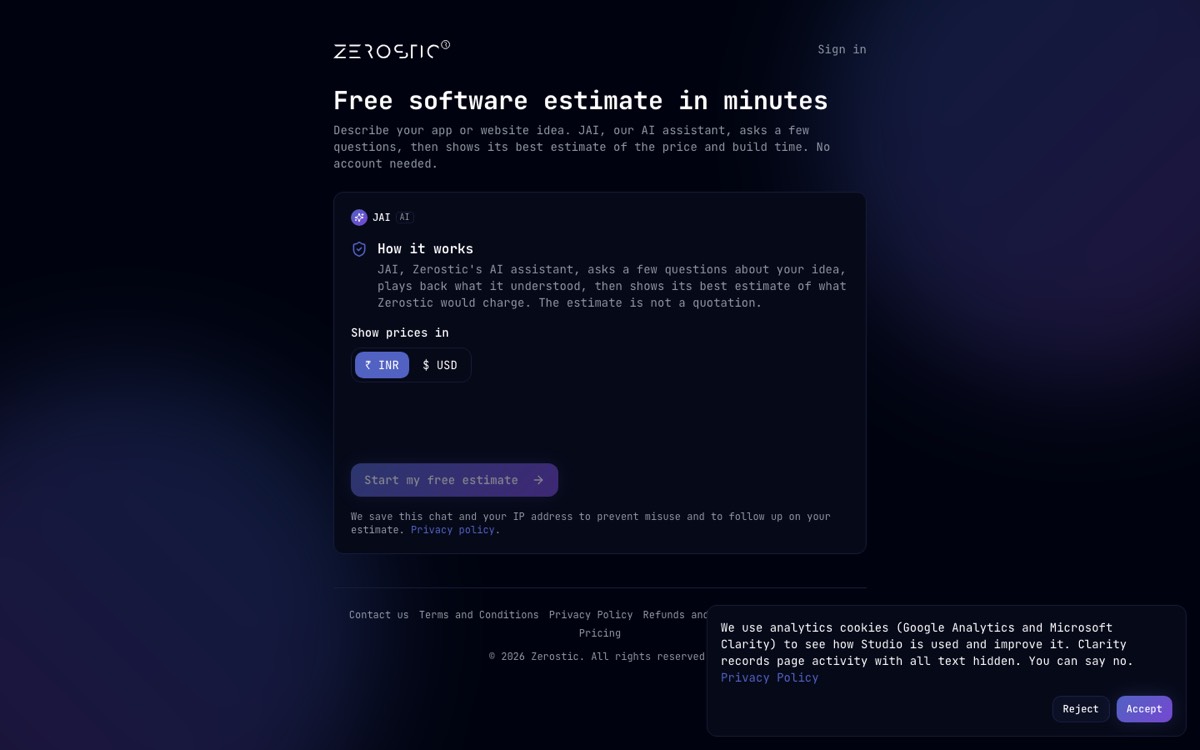 ZEROSTIC
Sign in
Free software estimate in minutes
Describe your app or website idea. JAI, our AI assistant, asks a few
questions, then shows its best estimate of the price and build time. No
account needed.
JAI AI
How it works
JAI, Zerostic's AI assistant, asks a few questions about your idea,
plays back what it understood, then shows its best estimate of what
Zerostic would charge. The estimate is not a quotation.
Show prices in
₹ INR $ USD
Start my free estimate →
We save this chat and your IP address to prevent misuse and to follow up on your
estimate. Privacy policy.
Contact us Terms and Conditions Privacy Policy Refunds and
Pricing
© 2026 Zerostic. All rights reserved
We use analytics cookies (Google Analytics and Microsoft
Clarity) to see how Studio is used and improve it. Clarity
records page activity with all text hidden. You can say no.
Privacy Policy
Reject Accept